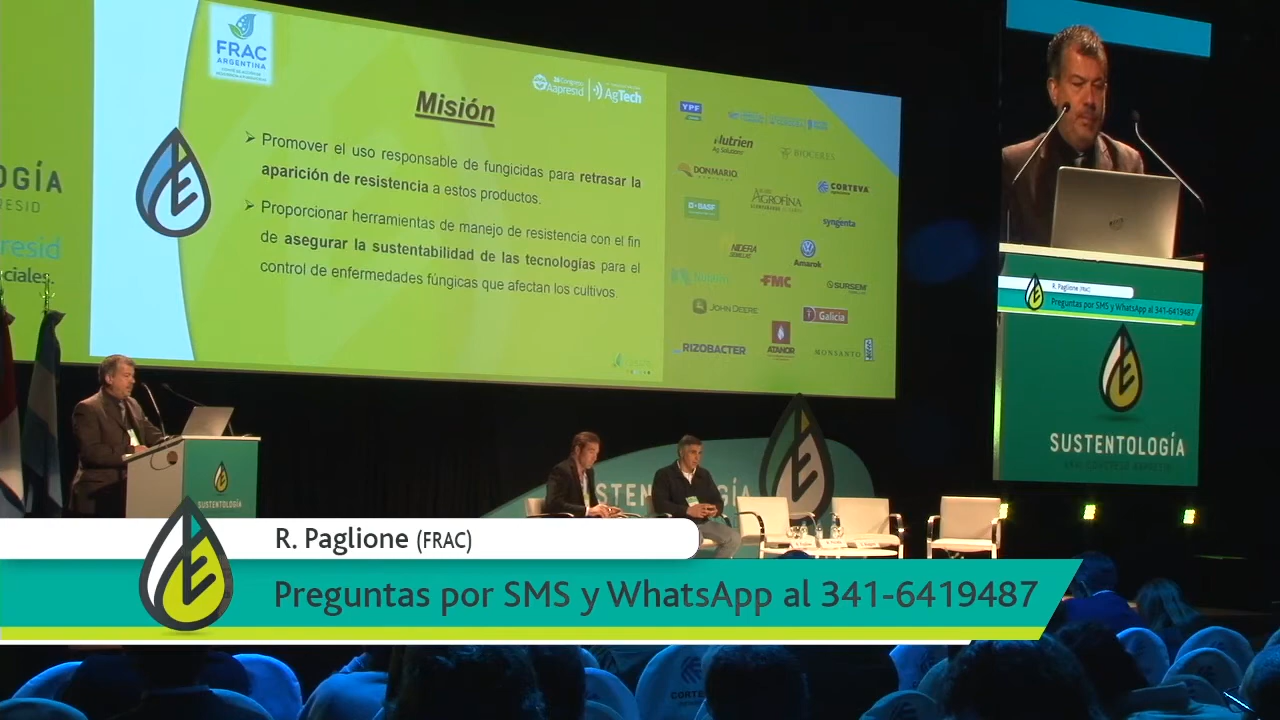 FRAC
ARGENTINA
Aapresid
AgTech
Misión
Promover el uso responsable de fungicidas para retrasar la
aparición de resistencia a estos productos.
Proporcionar herramientas de manejo de resistencia con el fin
de asegurar la sustentabilidad de las tecnologías para el
control de enfermedades fúngicas que afectan los cultivos.
YPF
Nutrien
Ag Solutions
BIOCERES
DONMARIO
CORTEVA
AGROFINA
BASF
syngenta
NIDERA
Amarok
FMC
SURSEM
JOHN DEERE
Galicia
RIZOBACTER
ATANOR
MONSANTO
OGÍA
RESID
resid
ciales
R. Paglione (FRAC)
Preguntas por SMS y WhatsApp al 341-6419487
SUSTENTOLOGÍA
SUSTENTOLOGÍA
R. Paglione (FRAC)
Preguntas por SMS y WhatsApp al 341-6419487